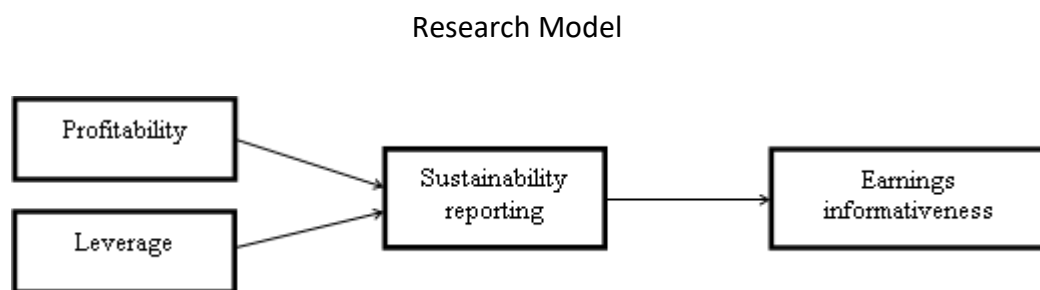 Research Model
Profitability
Leverage
Sustainability
reporting
Earnings
informativeness